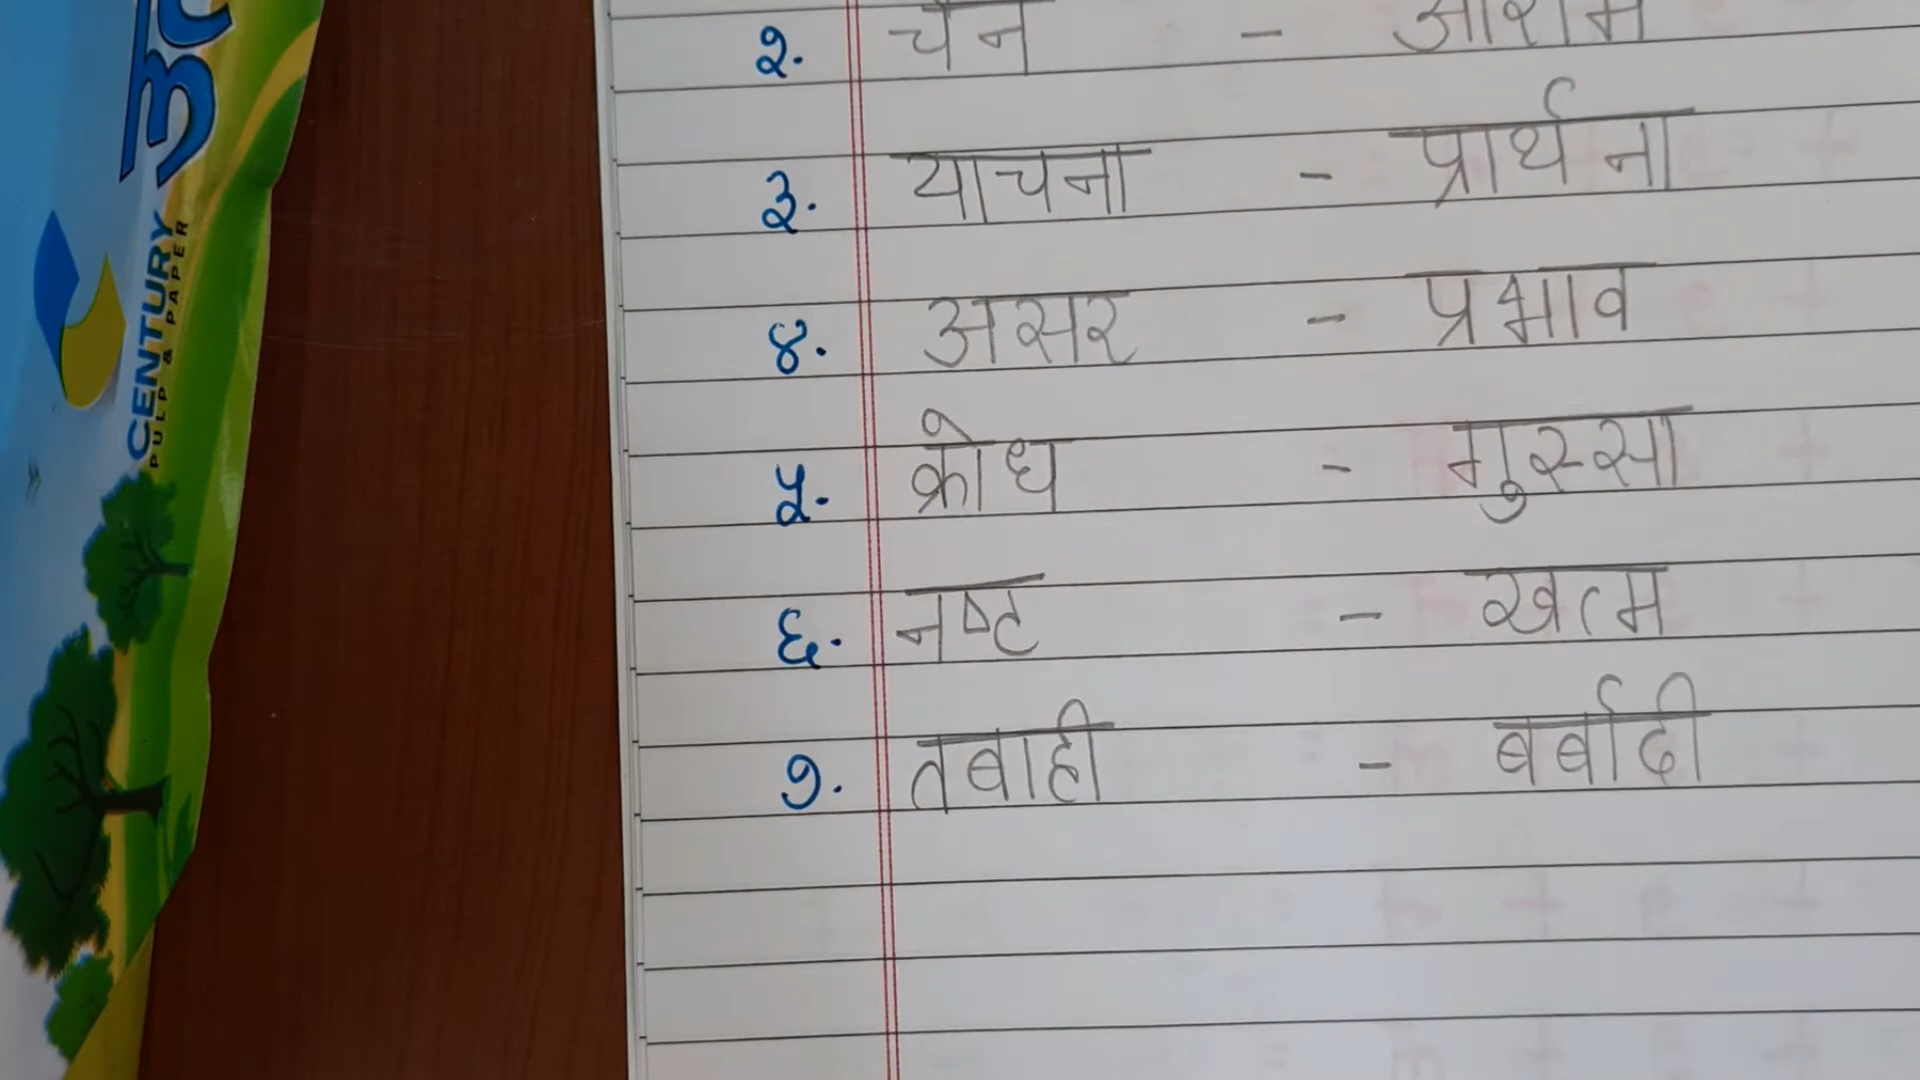 CENTURY
PULP & PAPER
२. चैन - आराम
३. याचना - प्रार्थना
४. असर - प्रभाव
५. क्रोध - गुस्सा
६. नष्ट - खत्म
७. तबाही - बर्बादी